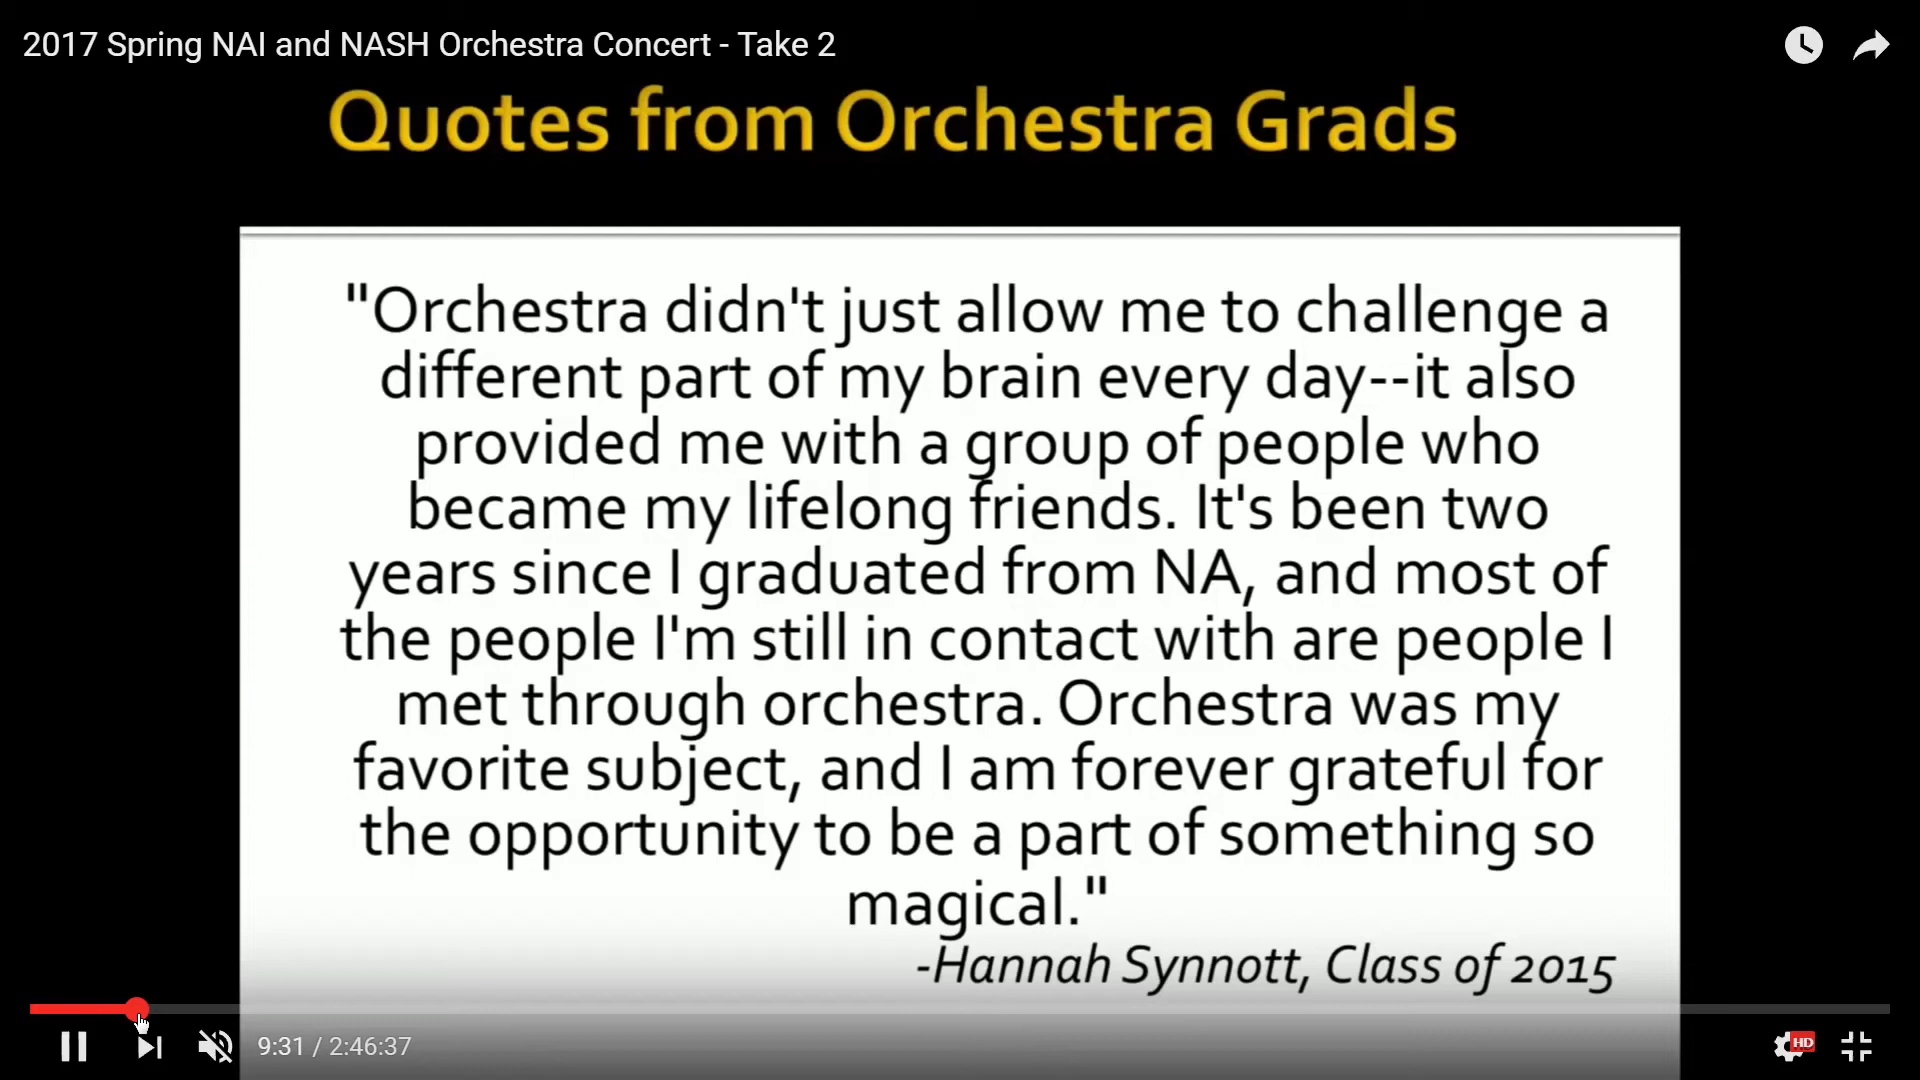 2017 Spring NAI and NASH Orchestra Concert - Take 2
Quotes from Orchestra Grads
"Orchestra didn't just allow me to challenge a
different part of my brain every day--it also
provided me with a group of people who
became my lifelong friends. It's been two
years since I graduated from NA, and most of
the people I'm still in contact with are people I
met through orchestra. Orchestra was my
favorite subject, and I am forever grateful for
the opportunity to be a part of something so
magical."
-Hannah Synnott, Class of 2015
9:31 / 2:46:37
HD